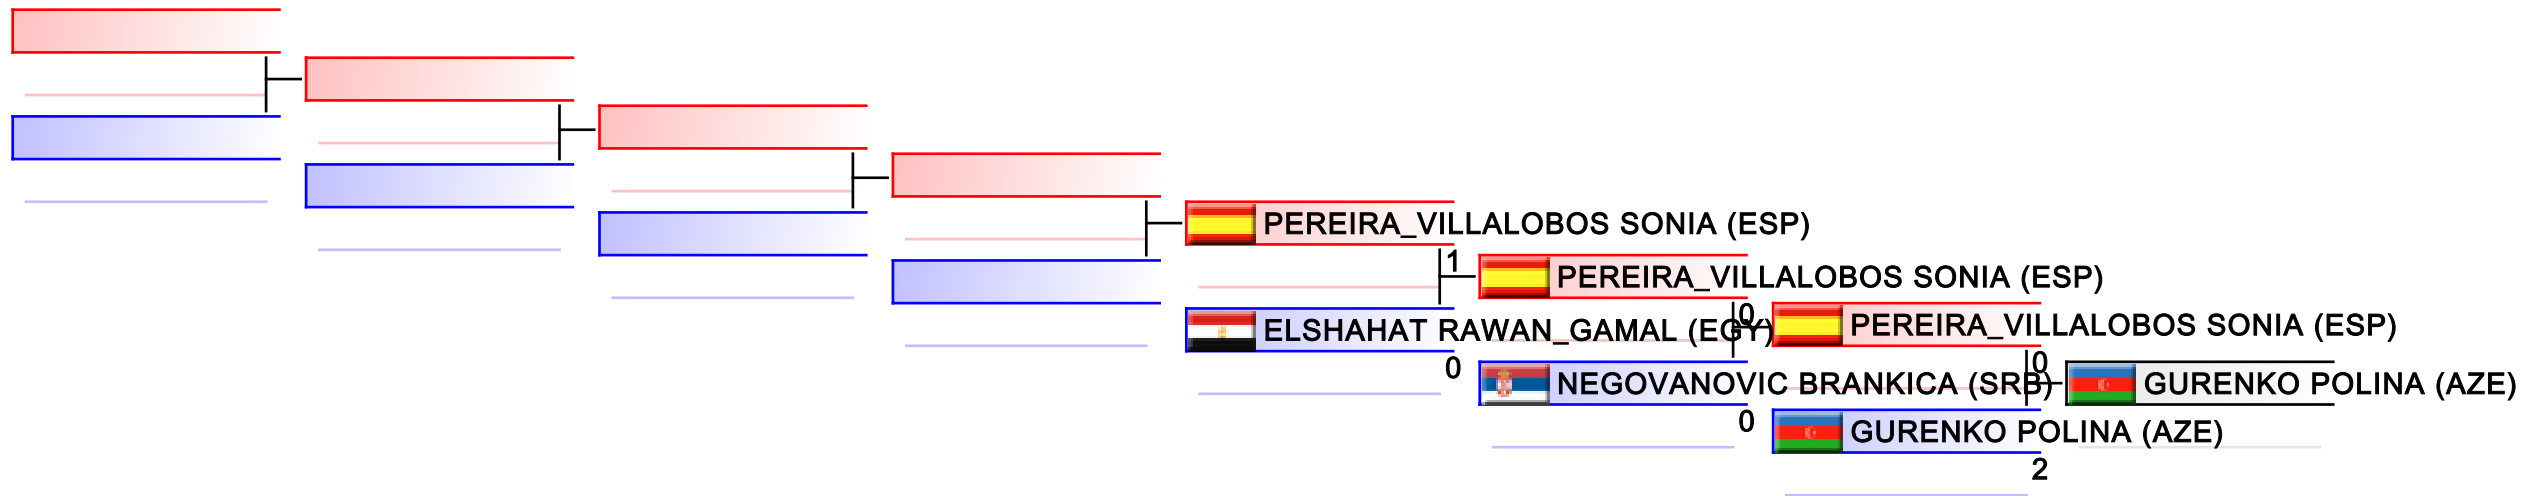 PEREIRA_VILLALOBOS SONIA (ESP)
1
PEREIRA_VILLALOBOS SONIA (ESP)
ELSHAHAT RAWAN_GAMAL (EGY)
0
0
PEREIRA_VILLALOBOS SONIA (ESP)
NEGOVANOVIC BRANKICA (SRB)
0
0
GURENKO POLINA (AZE)
GURENKO POLINA (AZE)
2